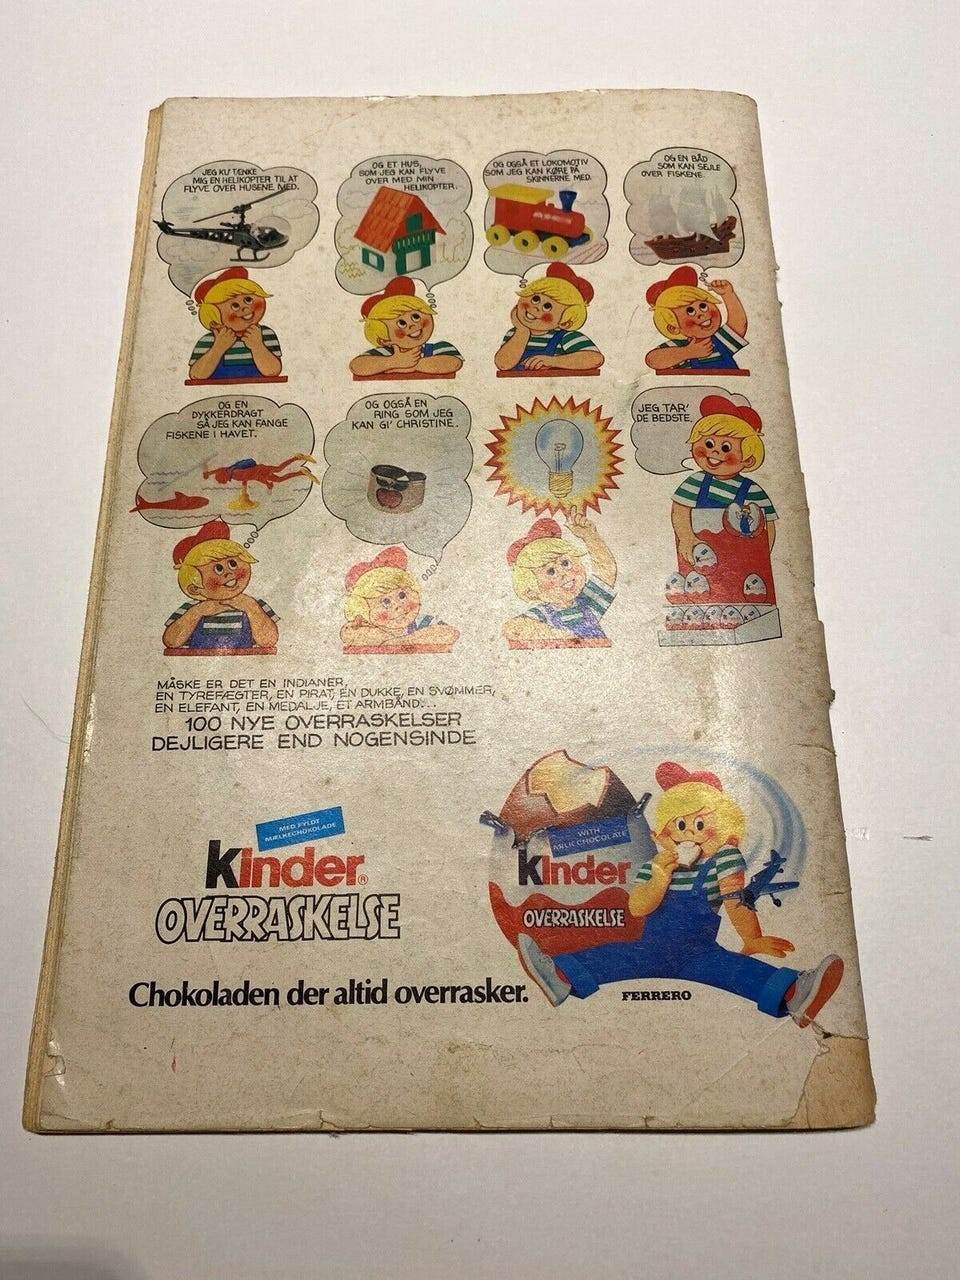 JEG KU' TÆNKE
MIG EN HELIKOPTER TIL AT
FLYVE OVER HUSENE MED.
OG ET HUS,
SOM JEG KAN FLYVE
OVER MED MIN
HELIKOPTER.
OG OGSÅ ET LOKOMOTIV
SOM JEG KAN KØRE PÅ
SKINNERNE MED.
OG EN BÅD
SOM KAN SEJLE
OVER FISKENE.
OG EN
DYKKERDRAGT
SÅ JEG KAN FANGE
FISKENE I HAVET.
OG OGSÅ EN
RING SOM JEG
KAN GI' CHRISTINE.
JEG TAR'
DE BEDSTE.
MÅSKE ER DET EN INDIANER,
EN TYREFÆGTER, EN PIRAT, EN DUKKE, EN SVØMMER,
EN ELEFANT, EN MEDALJE, ET ARMBÅND...
100 NYE OVERRASKELSER
DEJLIGERE END NOGENSINDE
MED FYLDT
MÆLKECHOKOLADE
Kinder®
OVERRASKELSE
WITH
MILK CHOCOLATE
Kinder
OVERRASKELSE
Chokoladen der altid overrasker.
FERRERO